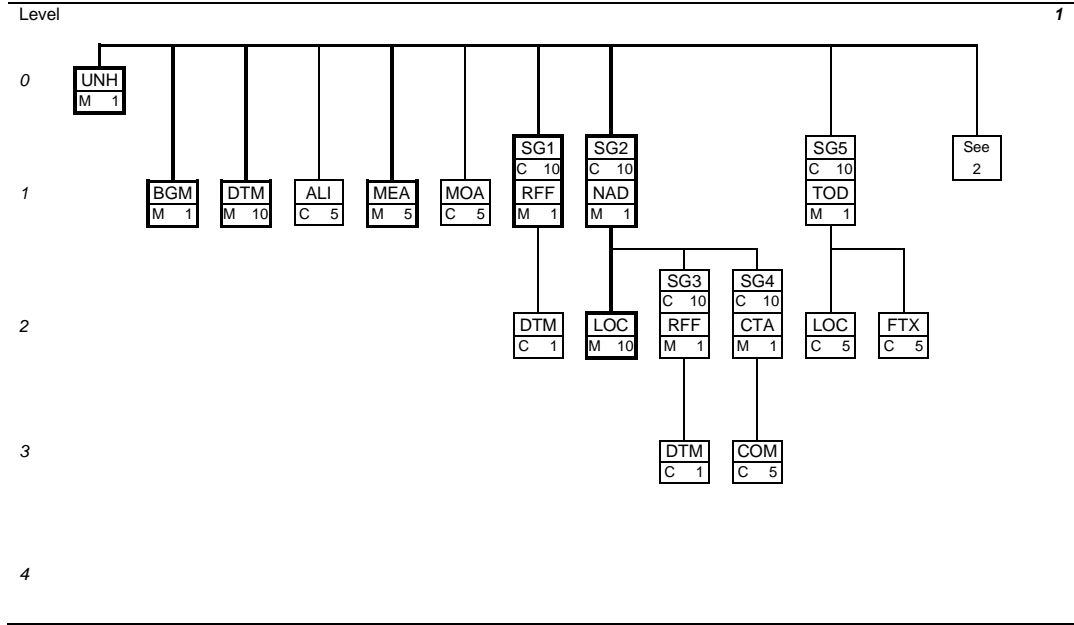 Level 1
0
UNH
M 1
SG1 SG2 SG5 See
C 10 C 10 C 10 2
1
BGM DTM ALI MEA MOA RFF NAD TOD
M 1 M 10 C 5 M 5 C 5 M 1 M 1 M 1
SG3 SG4
C 10 C 10
2
DTM LOC RFF CTA LOC FTX
C 1 M 10 M 1 M 1 C 5 C 5
3
DTM COM
C 1 C 5
4